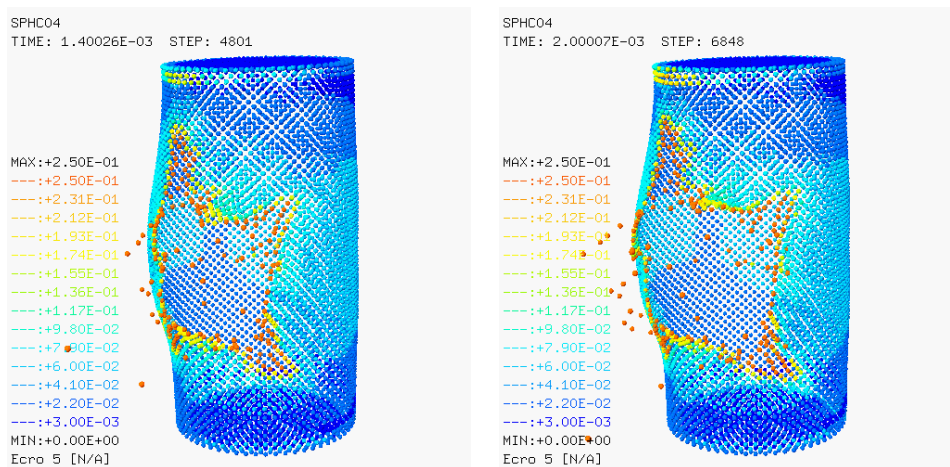 SPHC04
TIME: 1.40026E-03 STEP: 4801
MAX:+2.50E-01
---:+2.50E-01
---:+2.31E-01
---:+2.12E-01
---:+1.93E-01
---:+1.74E-01
---:+1.55E-01
---:+1.36E-01
---:+1.17E-01
---:+9.80E-02
---:+7.90E-02
---:+6.00E-02
---:+4.10E-02
---:+2.20E-02
---:+3.00E-03
MIN:+0.00E+00
Ecro 5 [N/A]
SPHC04
TIME: 2.00007E-03 STEP: 6848
MAX:+2.50E-01
---:+2.50E-01
---:+2.31E-01
---:+2.12E-01
---:+1.93E-01
---:+1.74E-01
---:+1.55E-01
---:+1.36E-01
---:+1.17E-01
---:+9.80E-02
---:+7.90E-02
---:+6.00E-02
---:+4.10E-02
---:+2.20E-02
---:+3.00E-03
MIN:+0.00E+00
Ecro 5 [N/A]